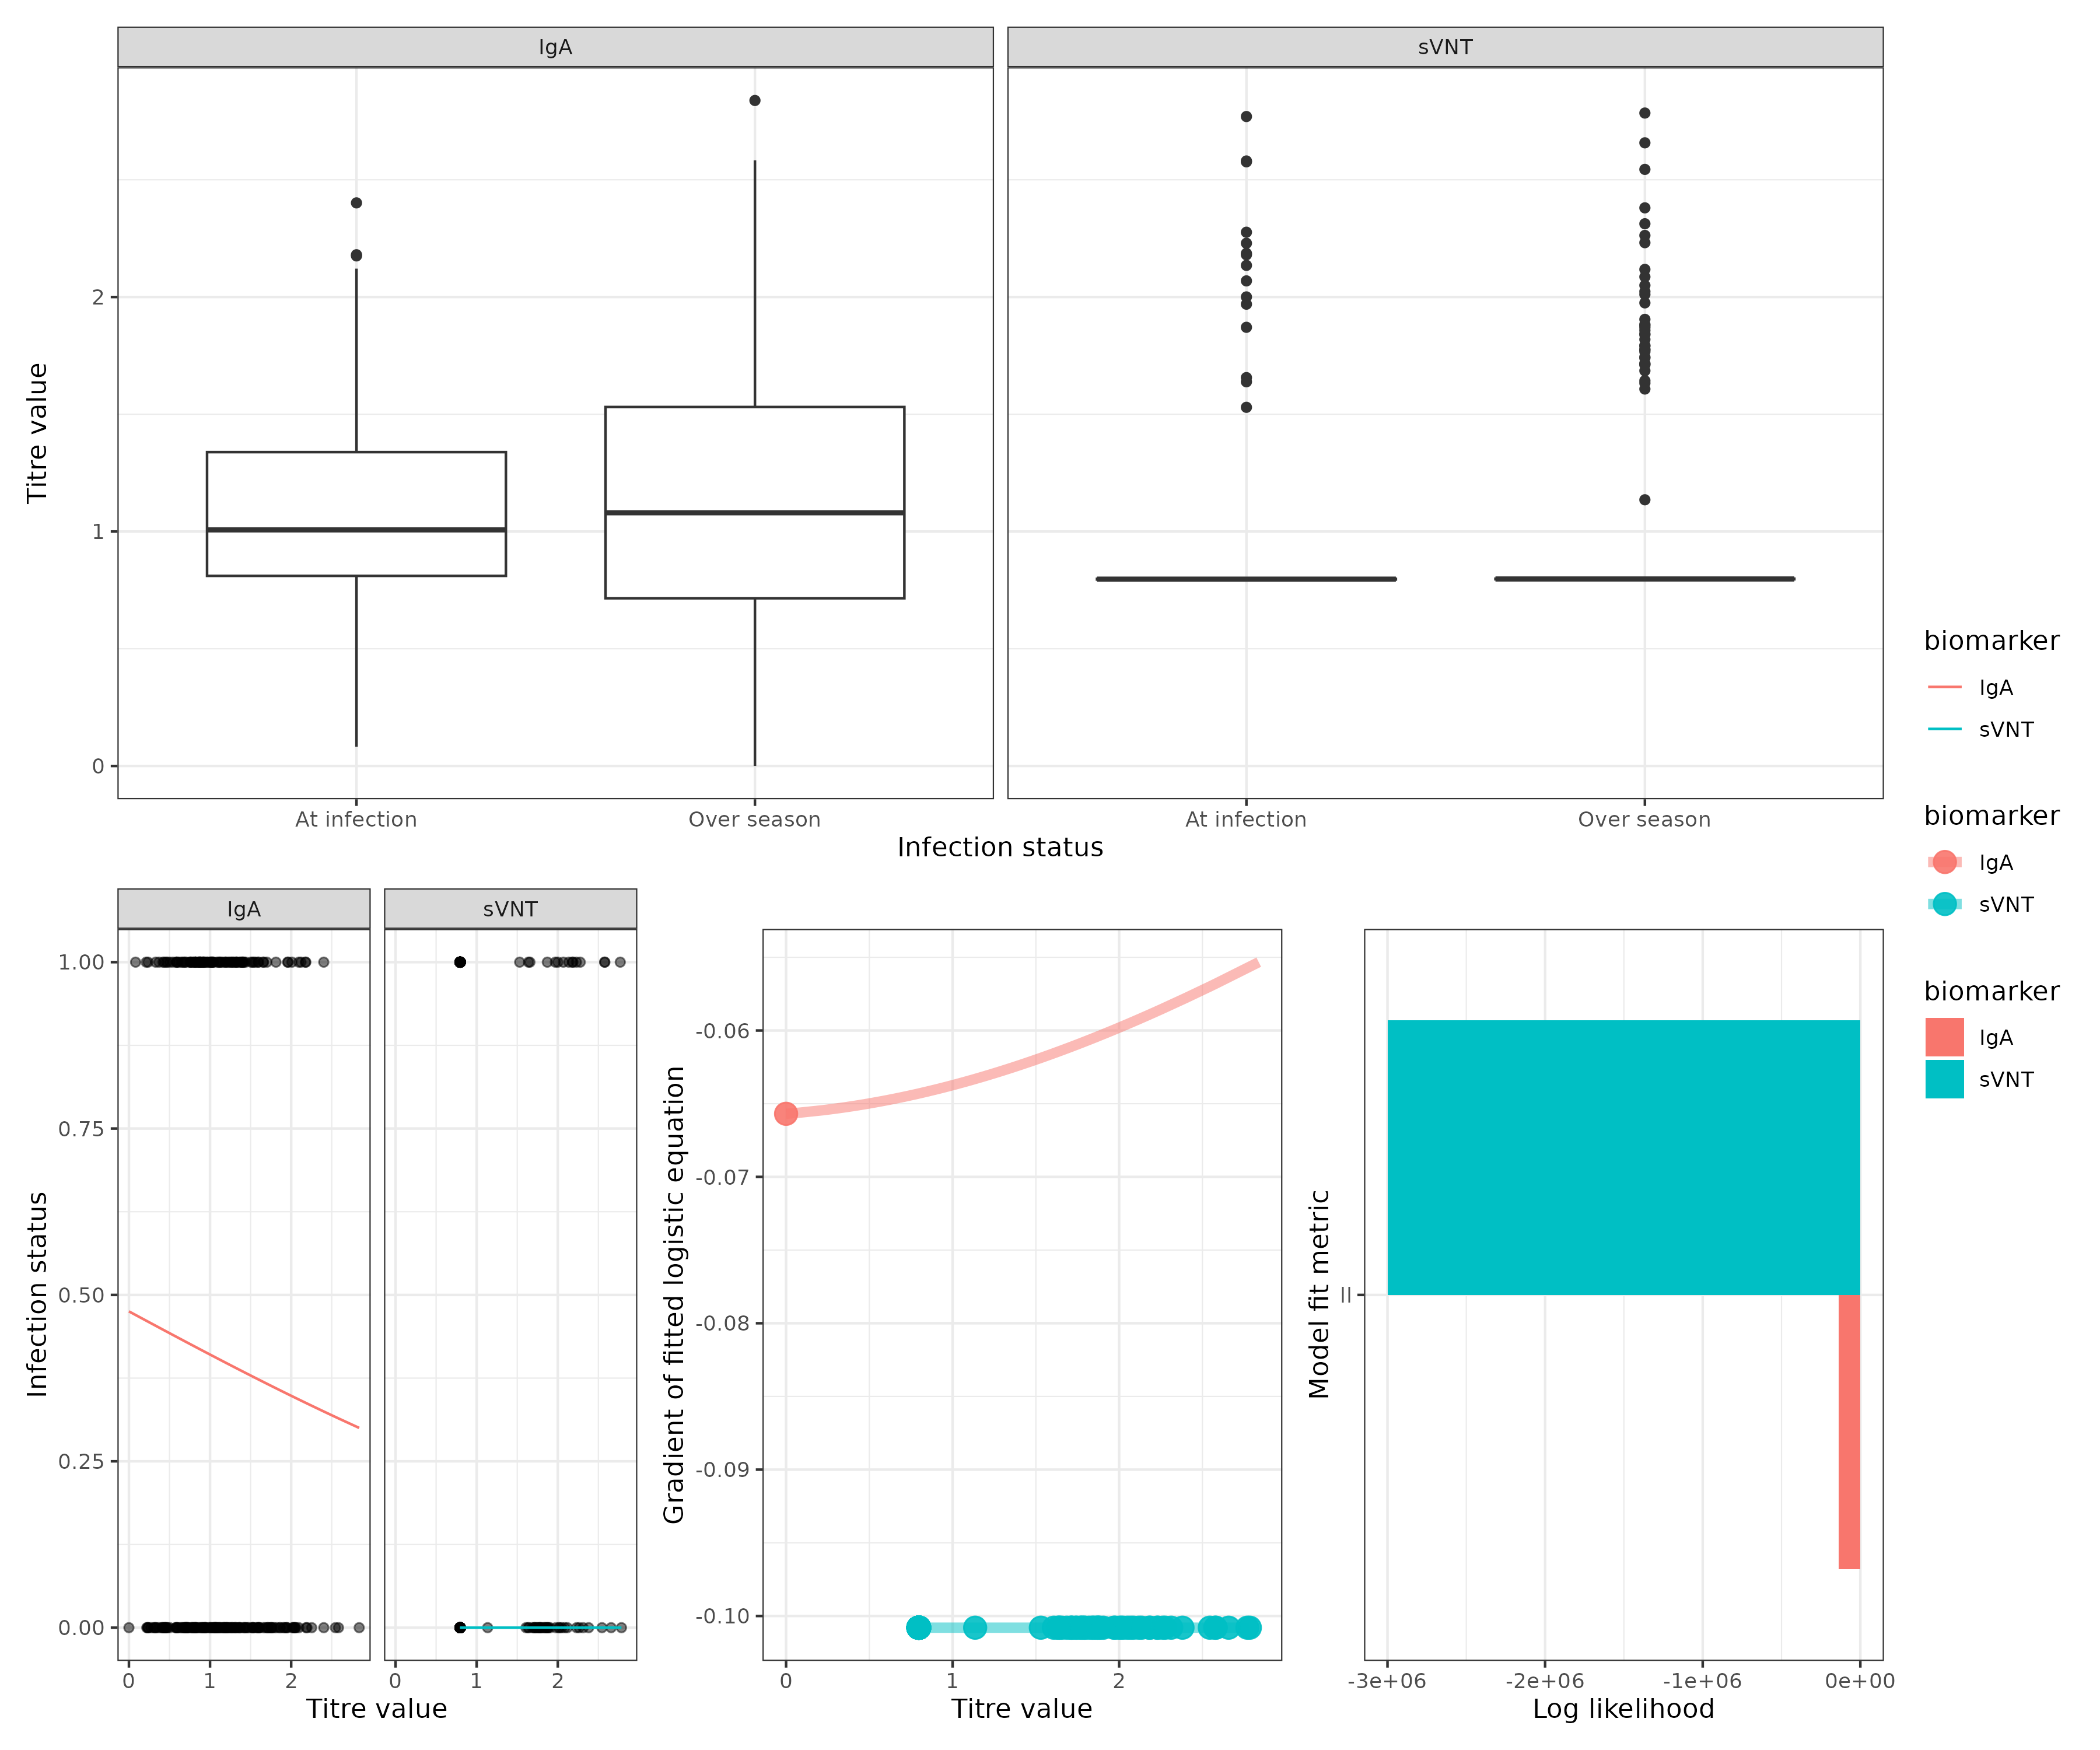 IgA
sVNT
Titre value
2
1
0
At infection
Over season
At infection
Over season
Infection status
biomarker
IgA
sVNT
biomarker
IgA
sVNT
biomarker
IgA
sVNT
IgA
sVNT
Infection status
1.00
0.75
0.50
0.25
0.00
0
1
2
0
1
2
Titre value
Gradient of fitted logistic equation
-0.06
-0.07
-0.08
-0.09
-0.10
0
1
2
Titre value
Model fit metric
ll
-3e+06
-2e+06
-1e+06
0e+00
Log likelihood